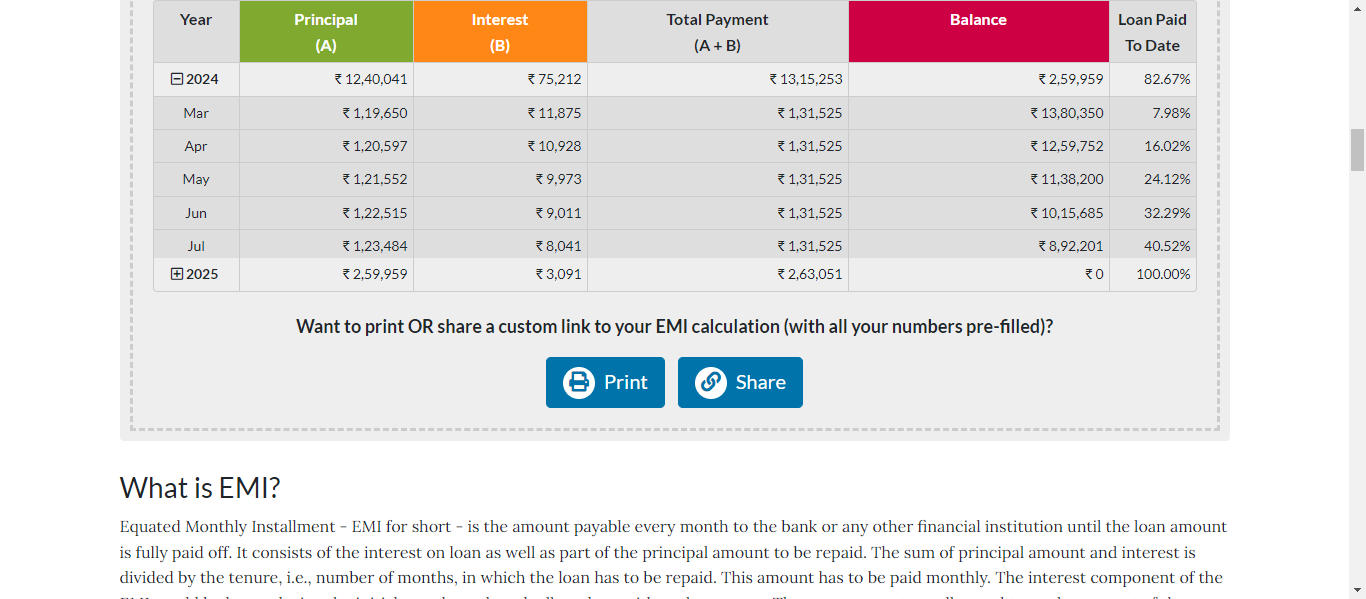 Year Principal (A) Interest (B) Total Payment (A + B) Balance Loan Paid To Date
2024 ₹ 12,40,041 ₹ 75,212 ₹ 13,15,253 ₹ 2,59,959 82.67%
Mar ₹ 1,19,650 ₹ 11,875 ₹ 1,31,525 ₹ 13,80,350 7.98%
Apr ₹ 1,20,597 ₹ 10,928 ₹ 1,31,525 ₹ 12,59,752 16.02%
May ₹ 1,21,552 ₹ 9,973 ₹ 1,31,525 ₹ 11,38,200 24.12%
Jun ₹ 1,22,515 ₹ 9,011 ₹ 1,31,525 ₹ 10,15,685 32.29%
Jul ₹ 1,23,484 ₹ 8,041 ₹ 1,31,525 ₹ 8,92,201 40.52%
2025 ₹ 2,59,959 ₹ 3,091 ₹ 2,63,051 ₹ 0 100.00%
Want to print OR share a custom link to your EMI calculation (with all your numbers pre-filled)?
Print Share
What is EMI?
Equated Monthly Installment - EMI for short - is the amount payable every month to the bank or any other financial institution until the loan amount
is fully paid off. It consists of the interest on loan as well as part of the principal amount to be repaid. The sum of principal amount and interest is
divided by the tenure, i.e., number of months, in which the loan has to be repaid. This amount has to be paid monthly. The interest component of the